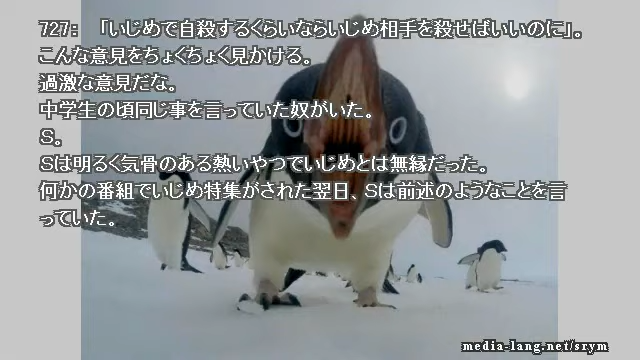 727:　「いじめで自殺するくらいならいじめ相手を殺せばいいのに」。
こんな意見をちょくちょく見かける。
過激な意見だな。
中学生の頃同じ事を言っていた奴がいた。
Ｓ。
Ｓは明るく気骨のある熱いやつでいじめとは無縁だった。
何かの番組でいじめ特集がされた翌日、Ｓは前述のようなことを言
っていた。
media-lang.net/srym